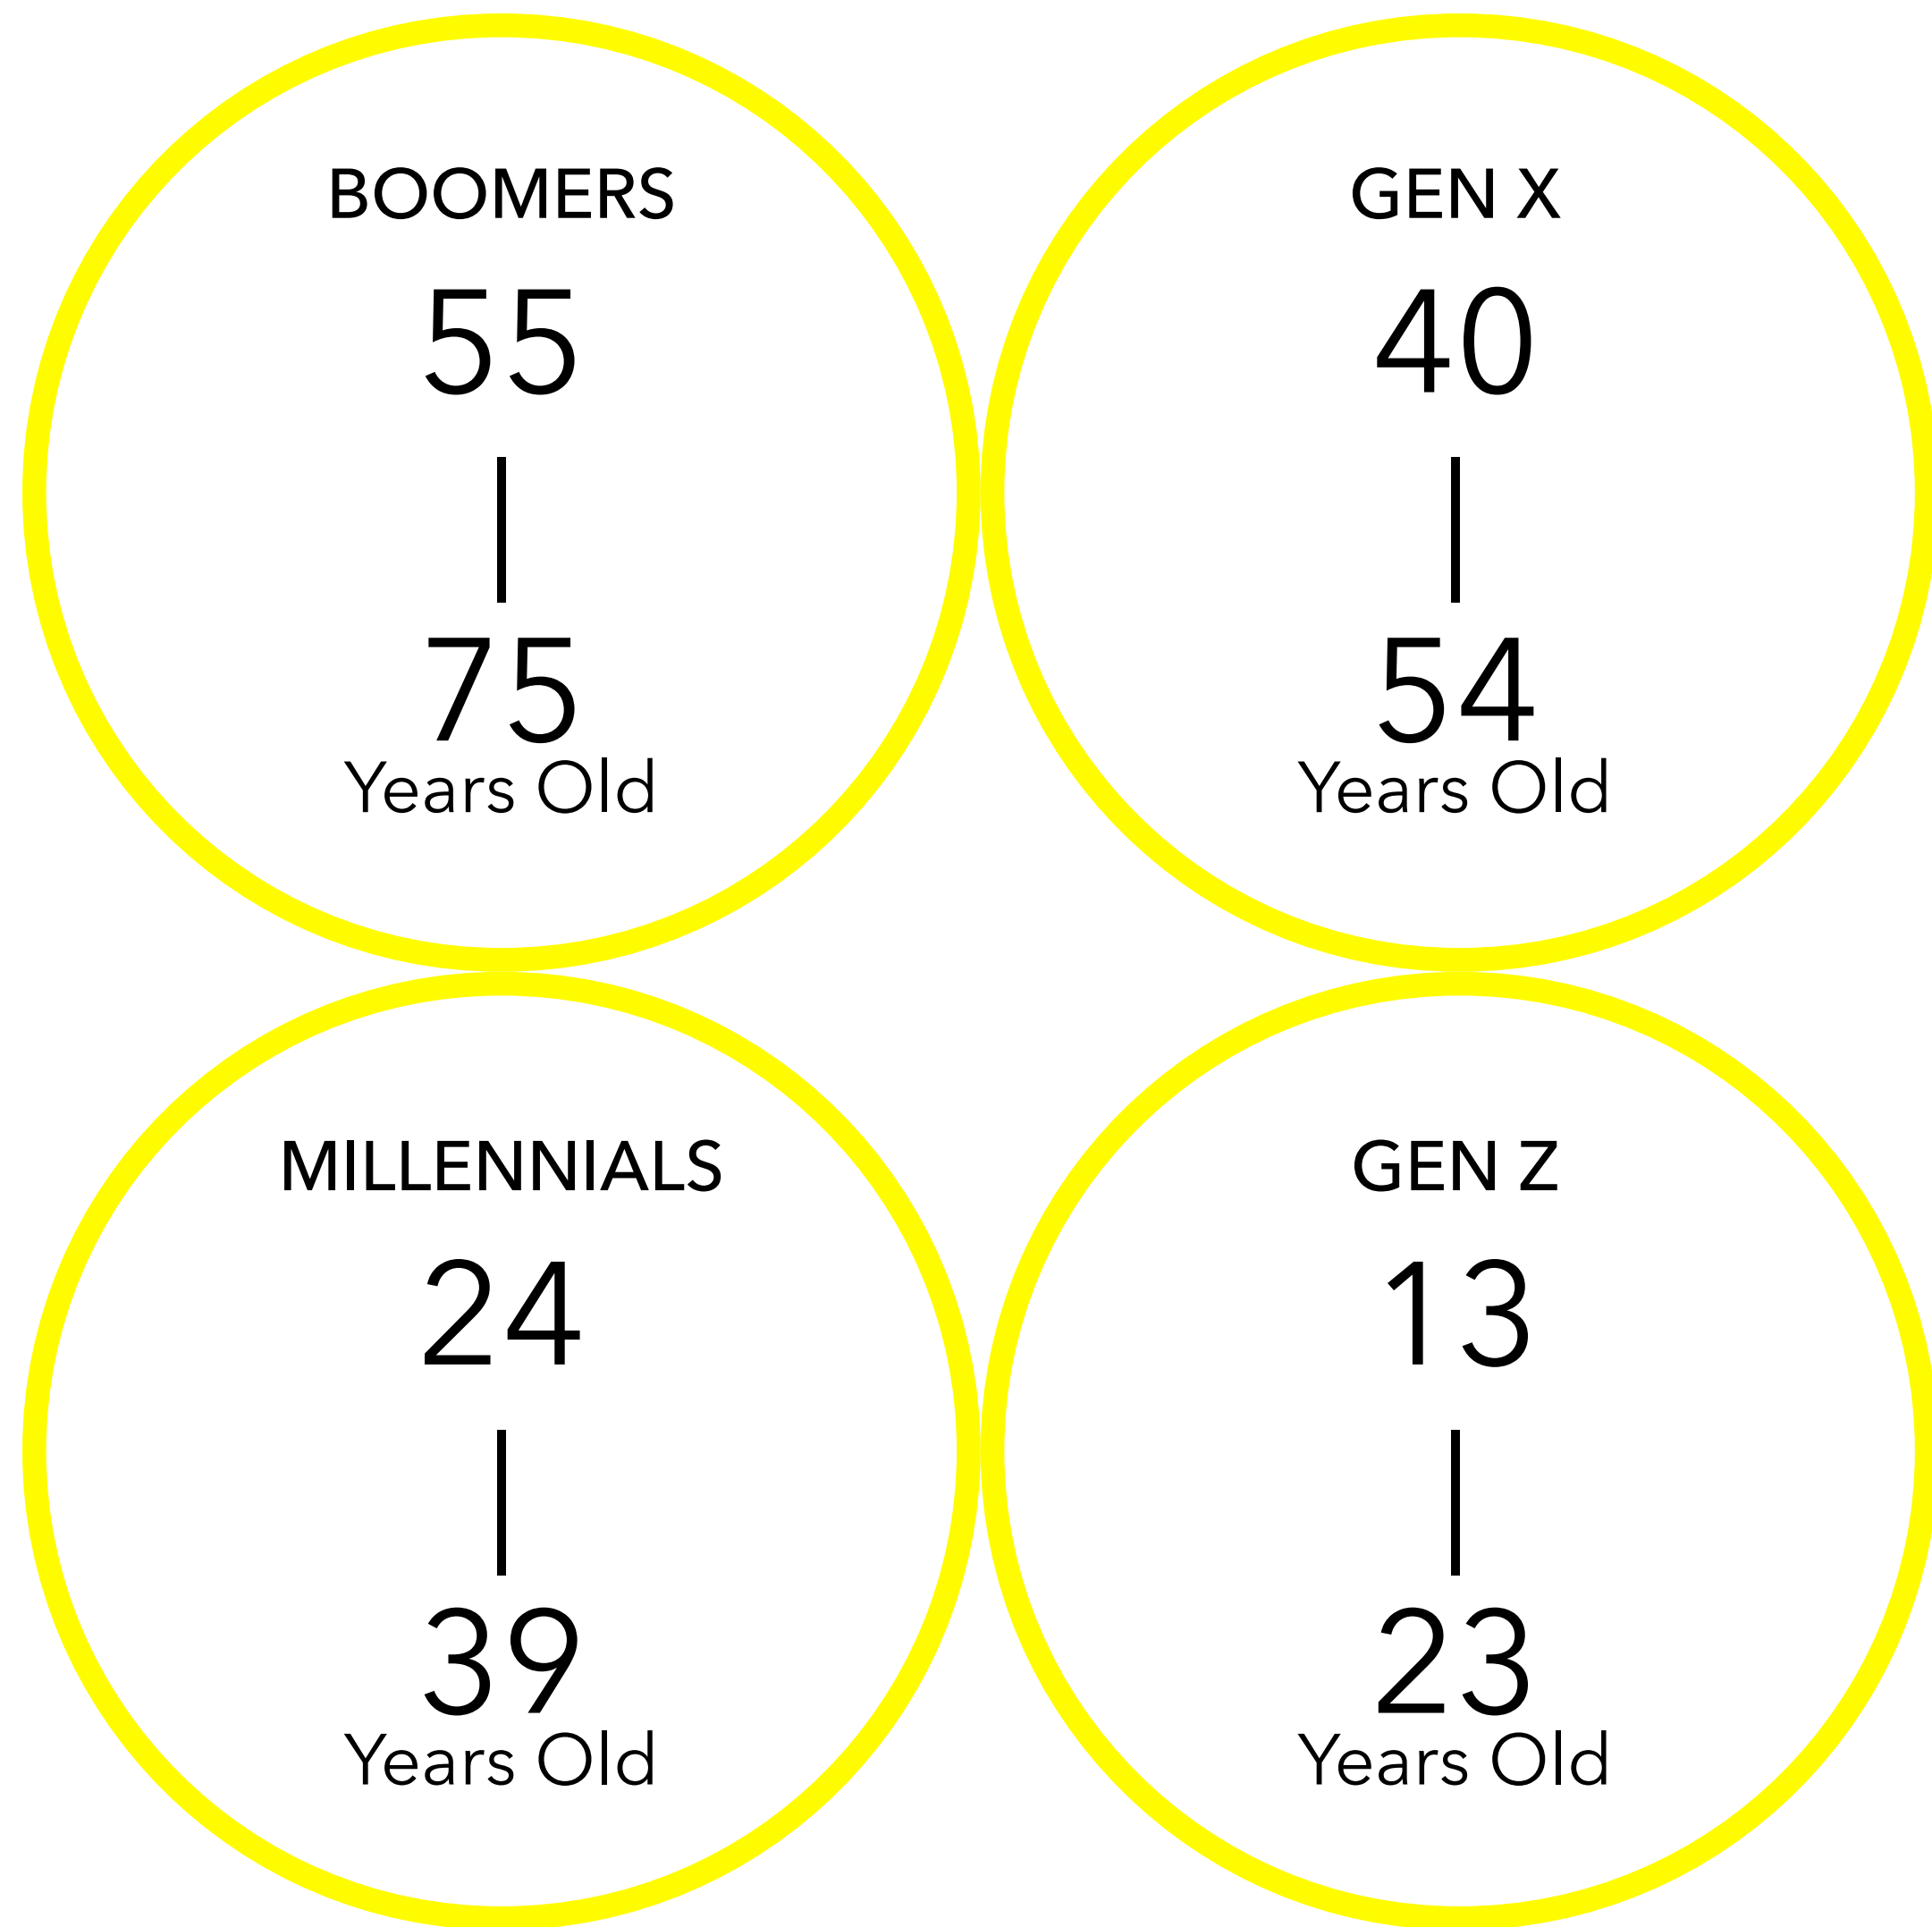 BOOMERS
55
75
Years Old
GEN X
40
54
Years Old
MILLENNIALS
24
39
Years Old
GEN Z
13
23
Years Old